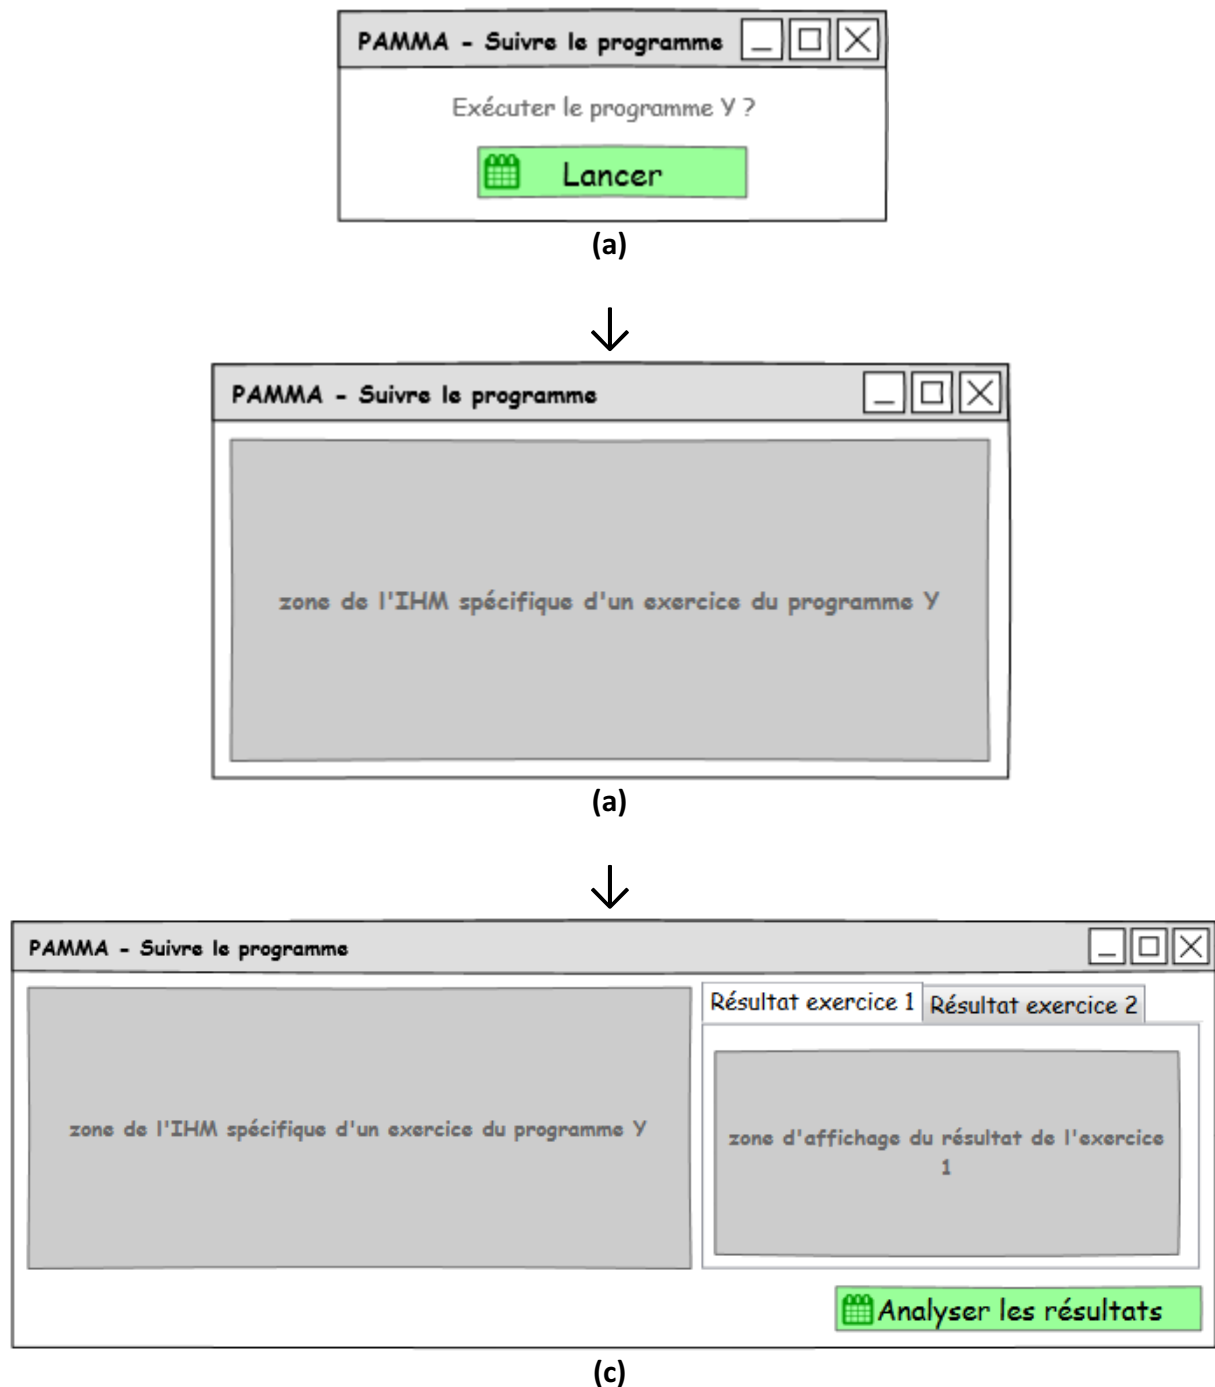 PAMMA - Suivre le programme
Exécuter le programme Y ?
Lancer
(a)
PAMMA - Suivre le programme
zone de l'IHM spécifique d'un exercice du programme Y
(a)
PAMMA - Suivre le programme
Résultat exercice 1 Résultat exercice 2
zone de l'IHM spécifique d'un exercice du programme Y
zone d'affichage du résultat de l'exercice
1
Analyser les résultats
(c)